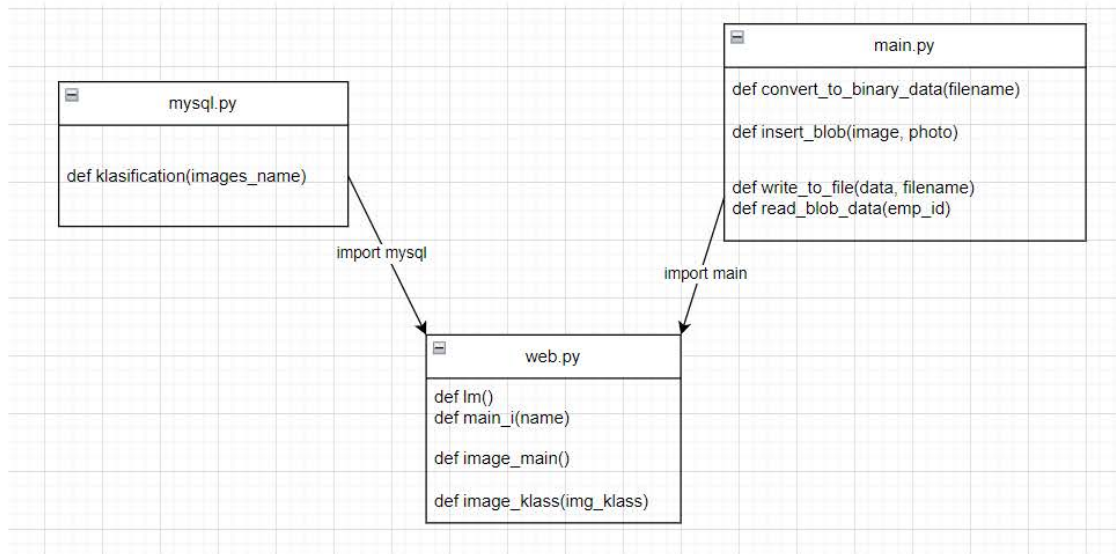 mysql.py
def klasification(images_name)
import mysql
main.py
def convert_to_binary_data(filename)
def insert_blob(image, photo)
def write_to_file(data, filename)
def read_blob_data(emp_id)
import main
web.py
def lm()
def main_i(name)
def image_main()
def image_klass(img_klass)